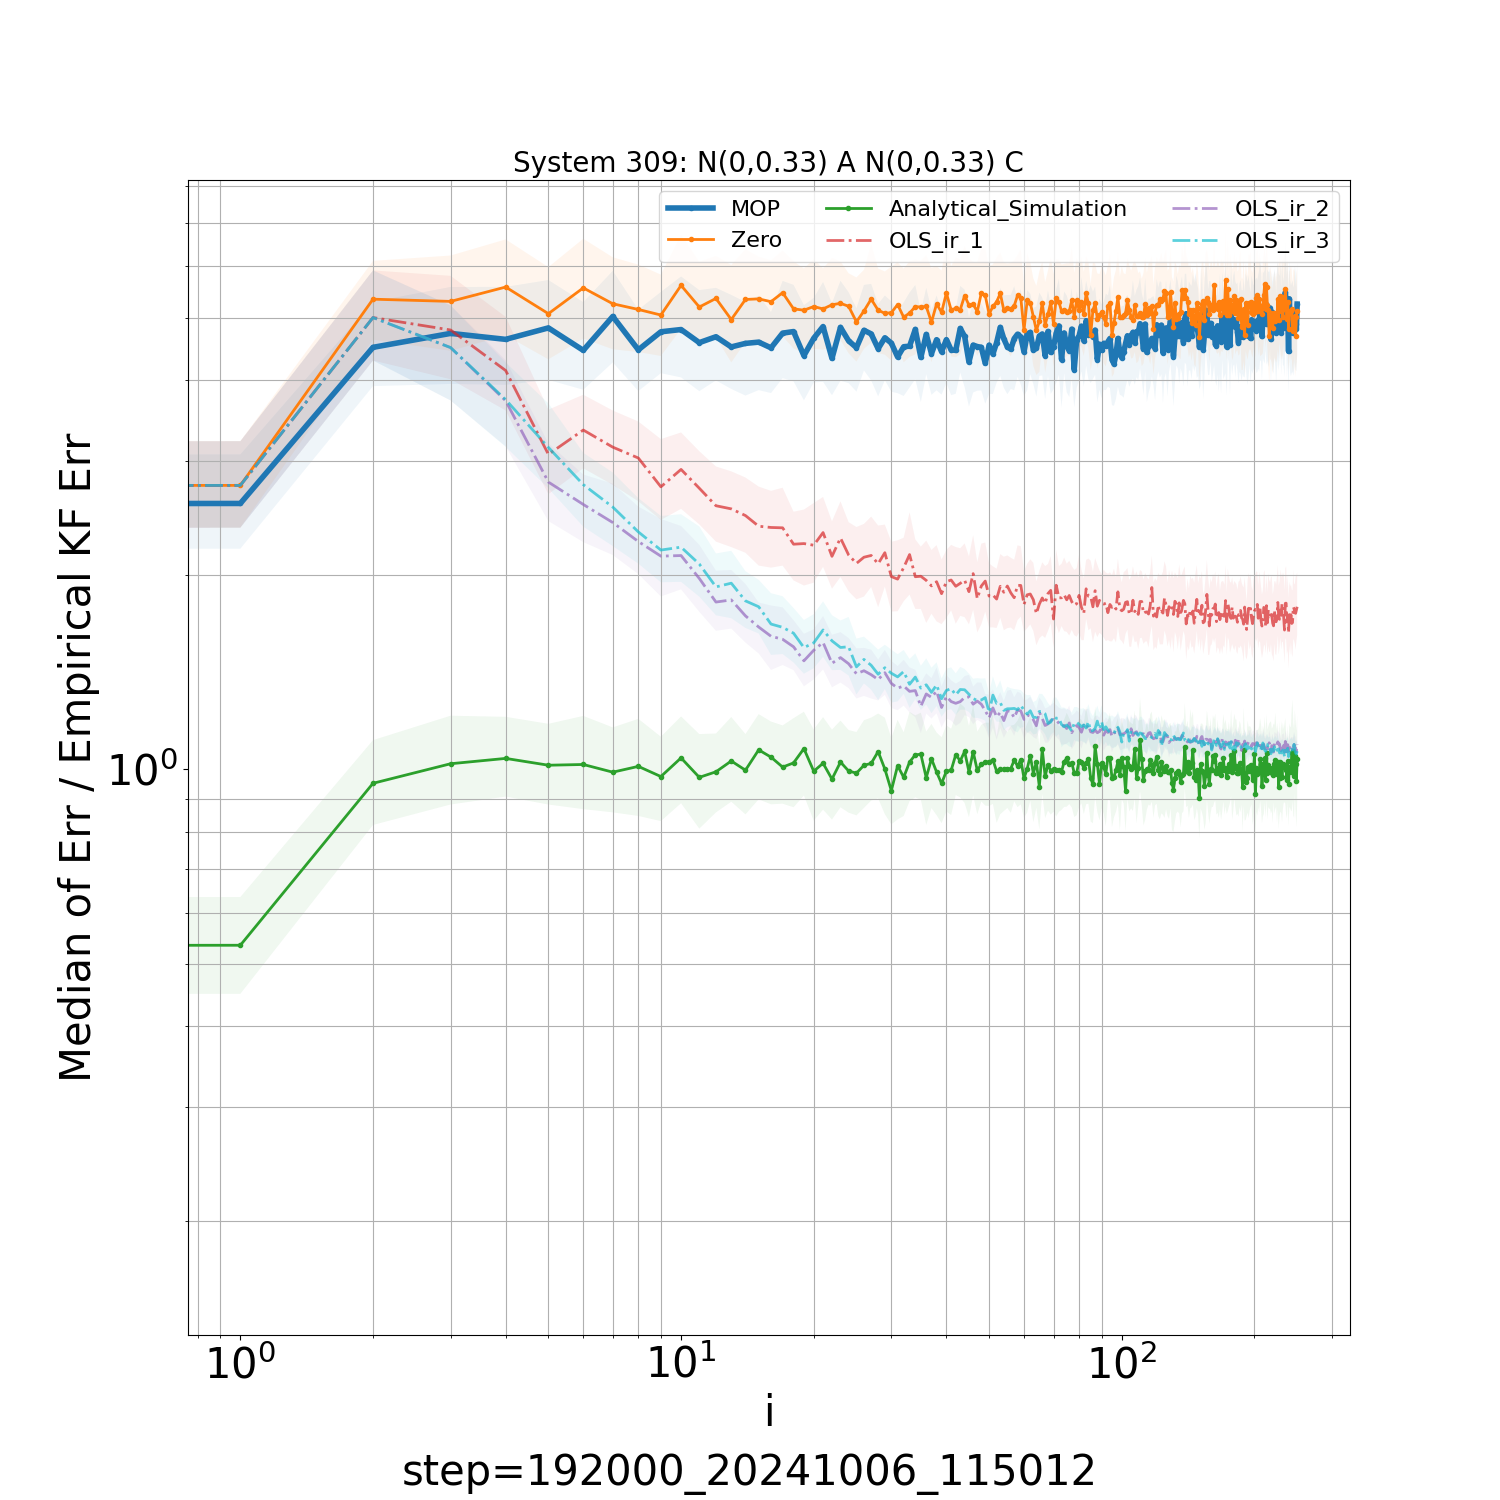 System 309: N(0,0.33) A N(0,0.33) C
MOP Analytical_Simulation OLS_ir_2
Zero OLS_ir_1 OLS_ir_3
Median of Err / Empirical KF Err
10⁰
10⁰ 10¹ 10²
i
step=192000_20241006_115012